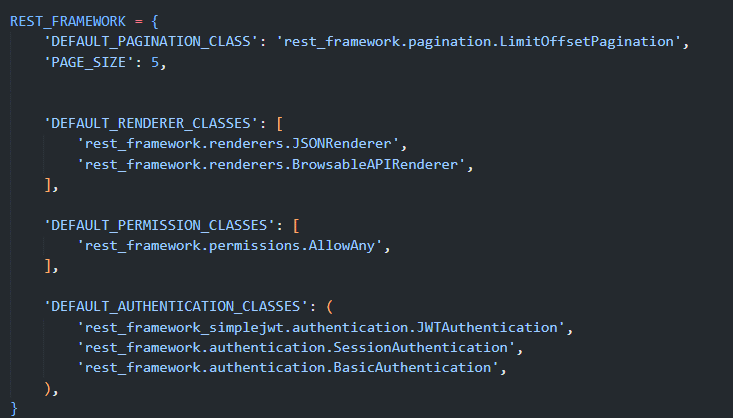 REST_FRAMEWORK = {
    'DEFAULT_PAGINATION_CLASS': 'rest_framework.pagination.LimitOffsetPagination',
    'PAGE_SIZE': 5,
    'DEFAULT_RENDERER_CLASSES': [
        'rest_framework.renderers.JSONRenderer',
        'rest_framework.renderers.BrowsableAPIRenderer',
    ],
    'DEFAULT_PERMISSION_CLASSES': [
        'rest_framework.permissions.AllowAny',
    ],
    'DEFAULT_AUTHENTICATION_CLASSES': (
        'rest_framework_simplejwt.authentication.JWTAuthentication',
        'rest_framework.authentication.SessionAuthentication',
        'rest_framework.authentication.BasicAuthentication',
    ),
}